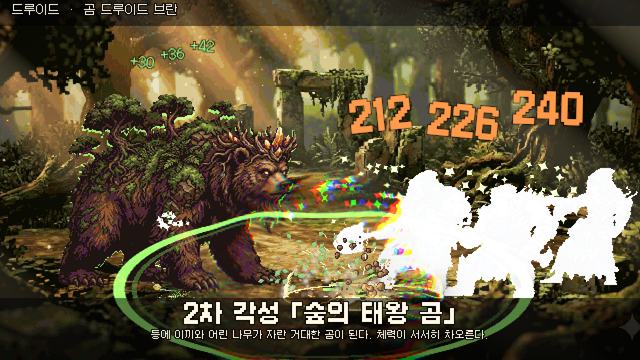 드루이드 · 곰 드루이드 브란
+30 +36 +42
212 226 240
2차 각성 「숲의 태왕 곰」
등에 이끼와 어린 나무가 자란 거대한 곰이 된다. 체력이 서서히 차오른다.